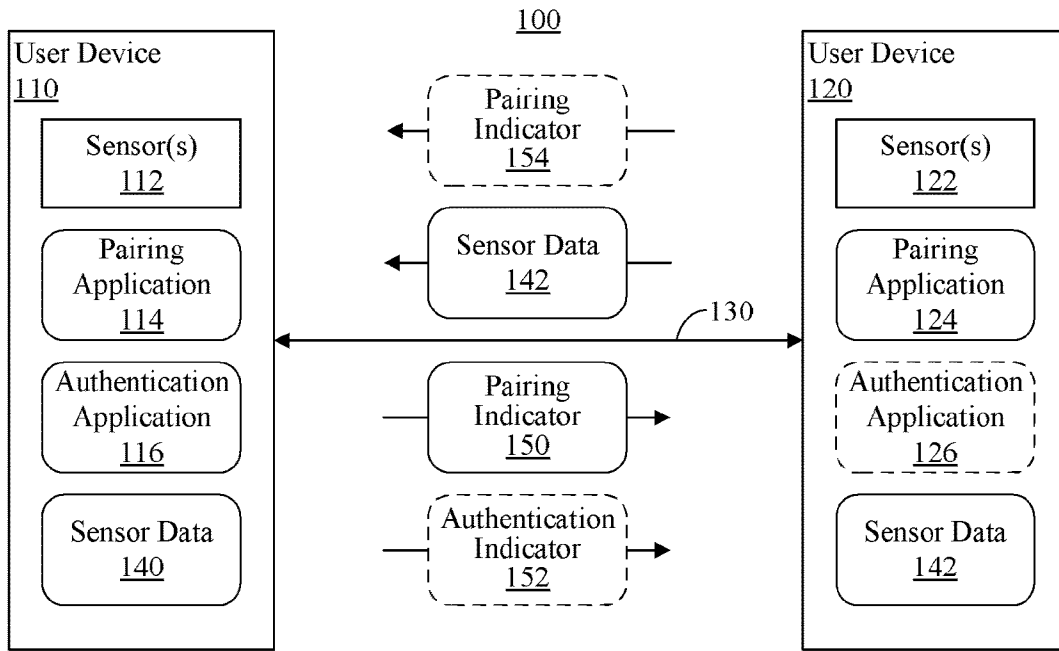 100
User Device
110
Sensor(s)
112
Pairing
Application
114
Authentication
Application
116
Sensor Data
140
Pairing
Indicator
154
Sensor Data
142
130
Pairing
Indicator
150
Authentication
Indicator
152
User Device
120
Sensor(s)
122
Pairing
Application
124
Authentication
Application
126
Sensor Data
142